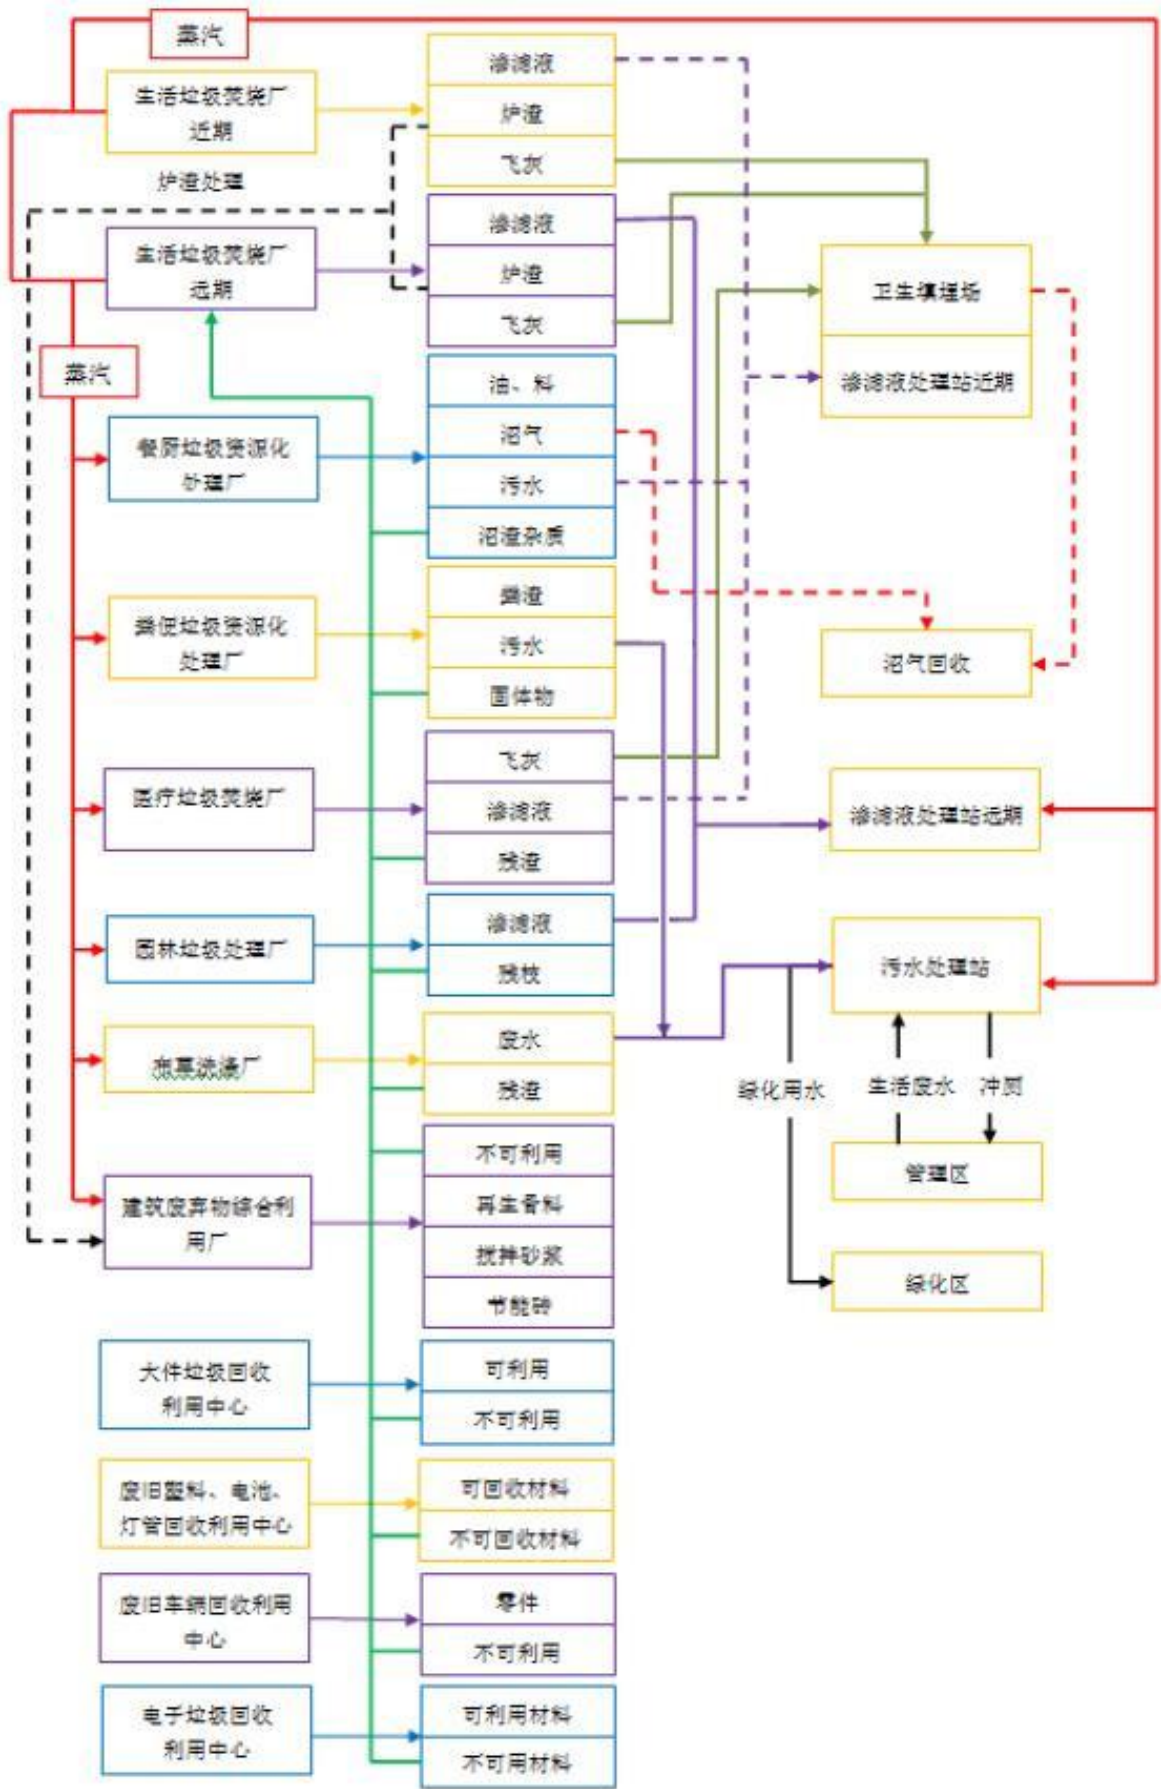 蒸汽
生活垃圾焚烧厂
近期
渗滤液
炉渣
飞灰
炉渣处理
生活垃圾焚烧厂
远期
渗滤液
炉渣
飞灰
卫生填埋场
渗滤液处理站近期
蒸汽
餐厨垃圾资源化
处理厂
油、料
沼气
污水
沼渣杂质
粪便垃圾资源化
处理厂
粪渣
污水
固体物
沼气回收
医疗垃圾焚烧厂
飞灰
渗滤液
残渣
渗滤液处理站远期
园林垃圾处理厂
渗滤液
残枝
污水处理站
布草洗涤厂
废水
残渣
绿化用水
生活废水
冲厕
管理区
绿化区
建筑废弃物综合利
用厂
不可利用
再生骨料
搅拌砂浆
节能砖
大件垃圾回收
利用中心
可利用
不可利用
废旧塑料、电池、
灯管回收利用中心
可回收材料
不可回收材料
废旧车辆回收利用
中心
零件
不可利用
电子垃圾回收
利用中心
可利用材料
不可用材料